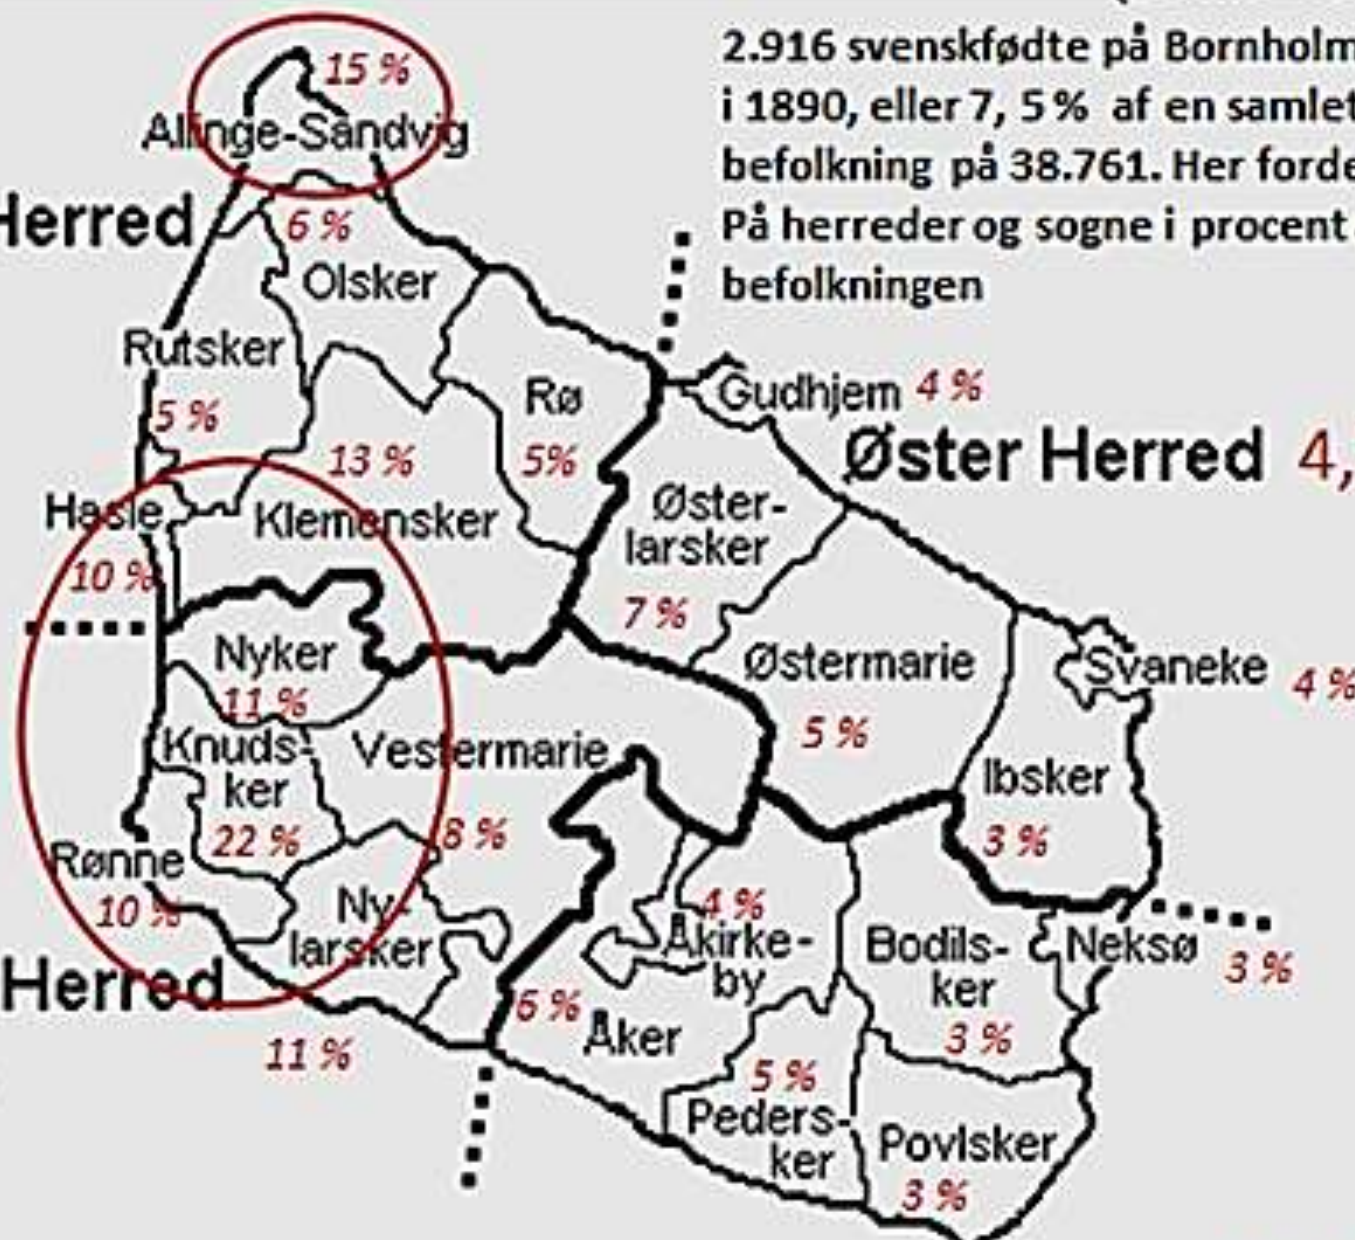 2.916 svenskfødte på Bornholm
i 1890, eller 7, 5 % af en samlet
befolkning på 38.761. Her forde
På herreder og sogne i procent
befolkningen
15 %
Allinge-Sandvig
Herred
6 %
Olsker
Rutsker
5 %
Rø
5%
Gudhjem 4 %
Øster Herred 4,
13 %
Klemensker
Hasle
10 %
Øster-
larsker
7 %
Nyker
11 %
Østermarie
5 %
Svaneke 4 %
Knuds-
ker
22 %
Vestermarie
8 %
Ibsker
3 %
Rønne
10 %
Ny-
larsker
11 %
Herred
4 %
Åkirke-
by
6 %
Åker
Bodils-
ker
3 %
Neksø
3 %
5 %
Peders-
ker
Povlsker
3 %